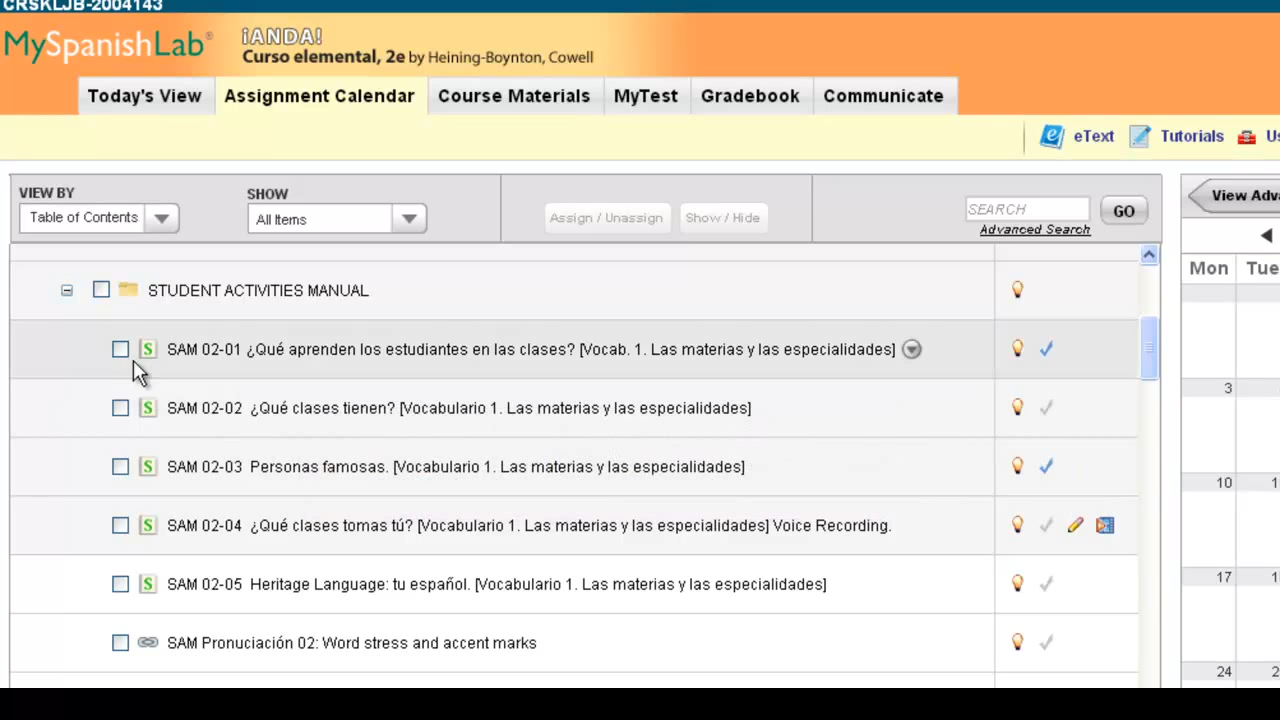 CRSKLJB-2004143
MySpanishLab®
¡ANDA!
Curso elemental, 2e by Heining-Boynton, Cowell
Today's View
Assignment Calendar
Course Materials
MyTest
Gradebook
Communicate
eText
Tutorials
VIEW BY
Table of Contents
SHOW
All Items
Assign / Unassign
Show / Hide
SEARCH
GO
Advanced Search
View Adv
Mon
Tue
STUDENT ACTIVITIES MANUAL
SAM 02-01 ¿Qué aprenden los estudiantes en las clases? [Vocab. 1. Las materias y las especialidades]
SAM 02-02 ¿Qué clases tienen? [Vocabulario 1. Las materias y las especialidades]
3
SAM 02-03 Personas famosas. [Vocabulario 1. Las materias y las especialidades]
10
SAM 02-04 ¿Qué clases tomas tú? [Vocabulario 1. Las materias y las especialidades] Voice Recording.
SAM 02-05 Heritage Language: tu español. [Vocabulario 1. Las materias y las especialidades]
17
SAM Pronuciación 02: Word stress and accent marks
24